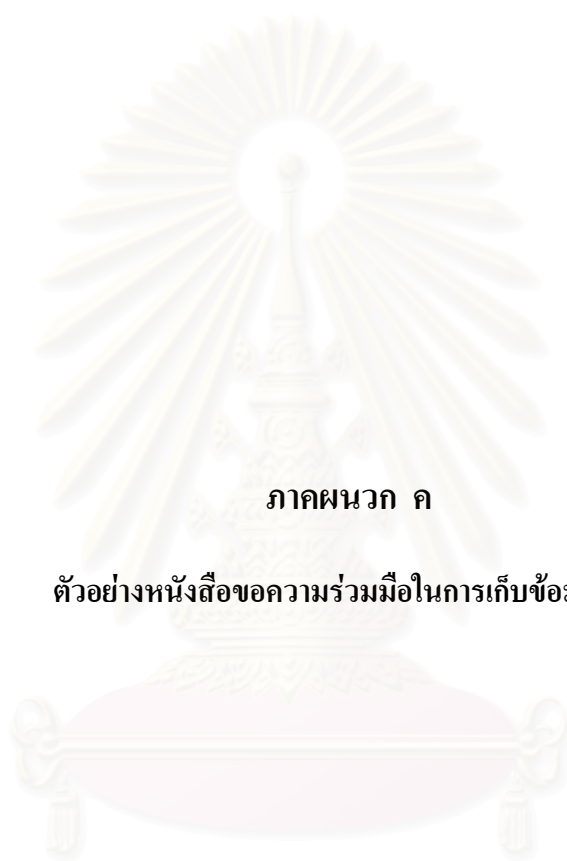 ภาคผนวก ค
ตัวอย่างหนังสือขอความร่วมมือในการเก็บข้อ